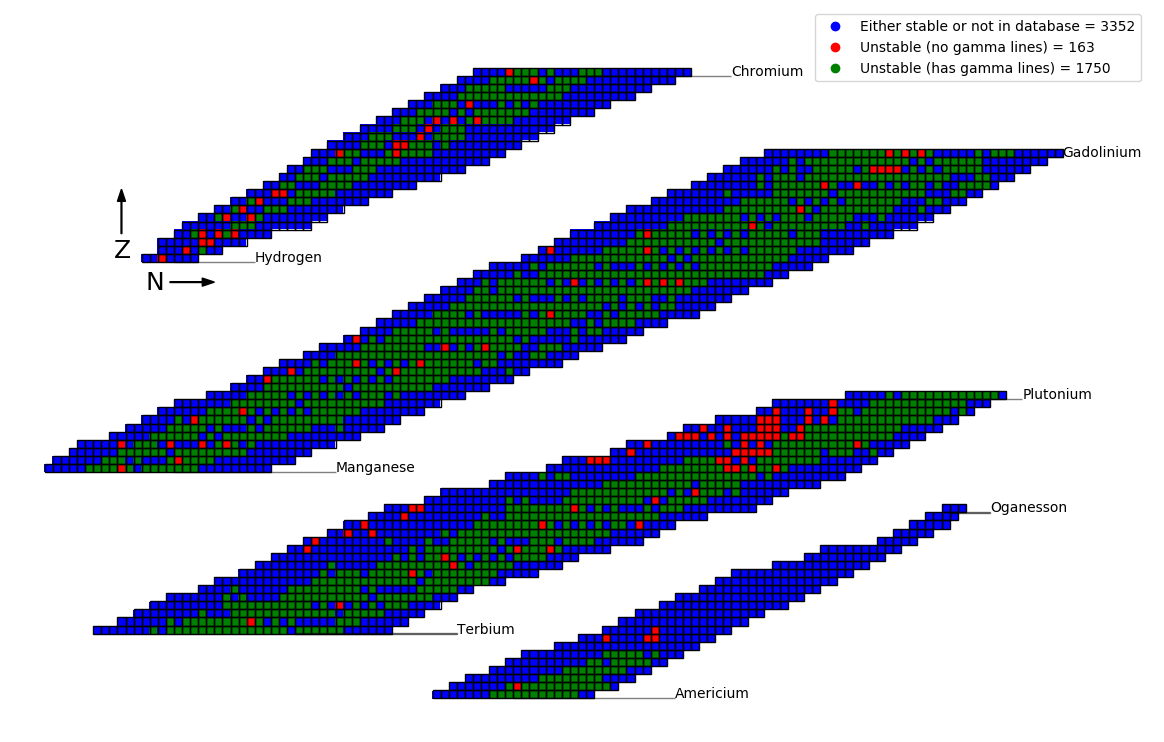 Either stable or not in database = 3352
Unstable (no gamma lines) = 163
Unstable (has gamma lines) = 1750
Chromium
Gadolinium
Z
Hydrogen
N
Plutonium
Manganese
Oganesson
Terbium
Americium